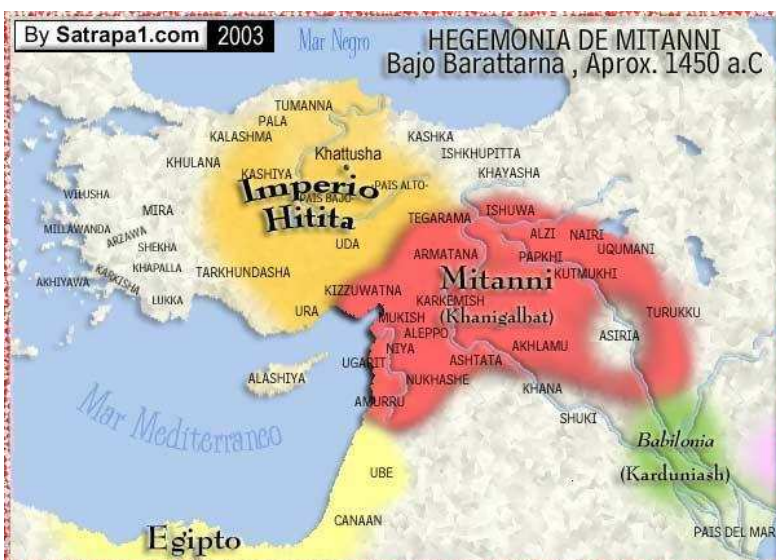 By Satrapa1.com 2003
Mar Negro
HEGEMONIA DE MITANNI
Bajo Barattarna , Aprox. 1450 a.C
TUMANNA
PALA
KALASHMA
KASHKA
KHULANA
Khattusha
ISHKHUPITTA
KASHIYA
KHAYASHA
Imperio
Hitita
PAIS ALTO-
PAIS BAJO-
WILUSHA
MIRA
MILLAWANDA
ARZAWA
SHEKHA
KHAPALLA
AKHIYAWA
KARKISHA
LUKKA
TARKHUNDASHA
UDA
URA
TEGARAMA
ISHUWA
ALZI
NAIRI
UQUMANI
ARMATANA
PAPKHI
KUTMUKHI
Mitanni
(Khanigalbat)
KIZZUWATNA
KARKEMISH
TURUKKU
MUKISH
ALEPPO
ASIRIA
NIYA
AKHLAMU
UGARIT
ASHTATA
ALASHIYA
NUKHASHE
KHANA
AMURRU
SHUKI
Mar Mediterraneo
Babilonia
(Karduniash)
UBE
CANAAN
Egipto
PAIS DEL MAR